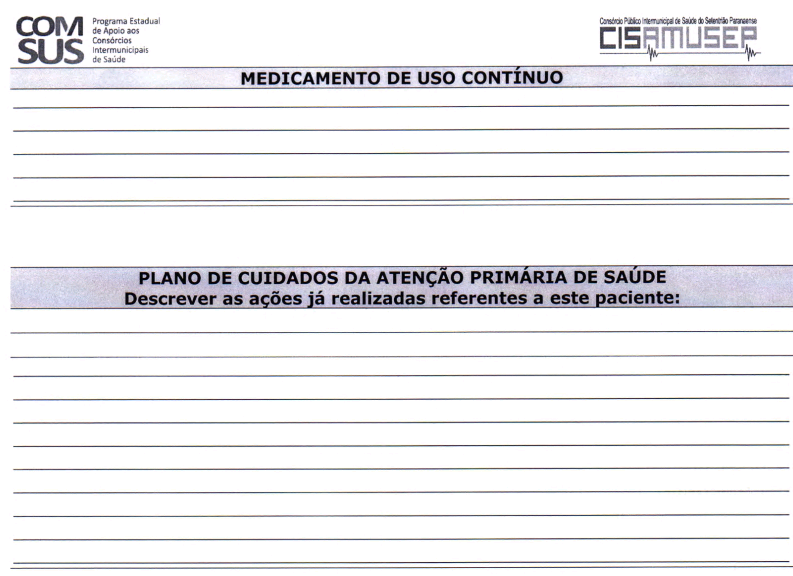 COM
SUS
Programa Estadual
de Apoio aos
Consórcios
Intermunicipais
de Saúde
Consórcio Público Intermunicipal de Saúde do Setentrião Paranaense
CISAMUSEP
MEDICAMENTO DE USO CONTÍNUO
PLANO DE CUIDADOS DA ATENÇÃO PRIMÁRIA DE SAÚDE
Descrever as ações já realizadas referentes a este paciente: